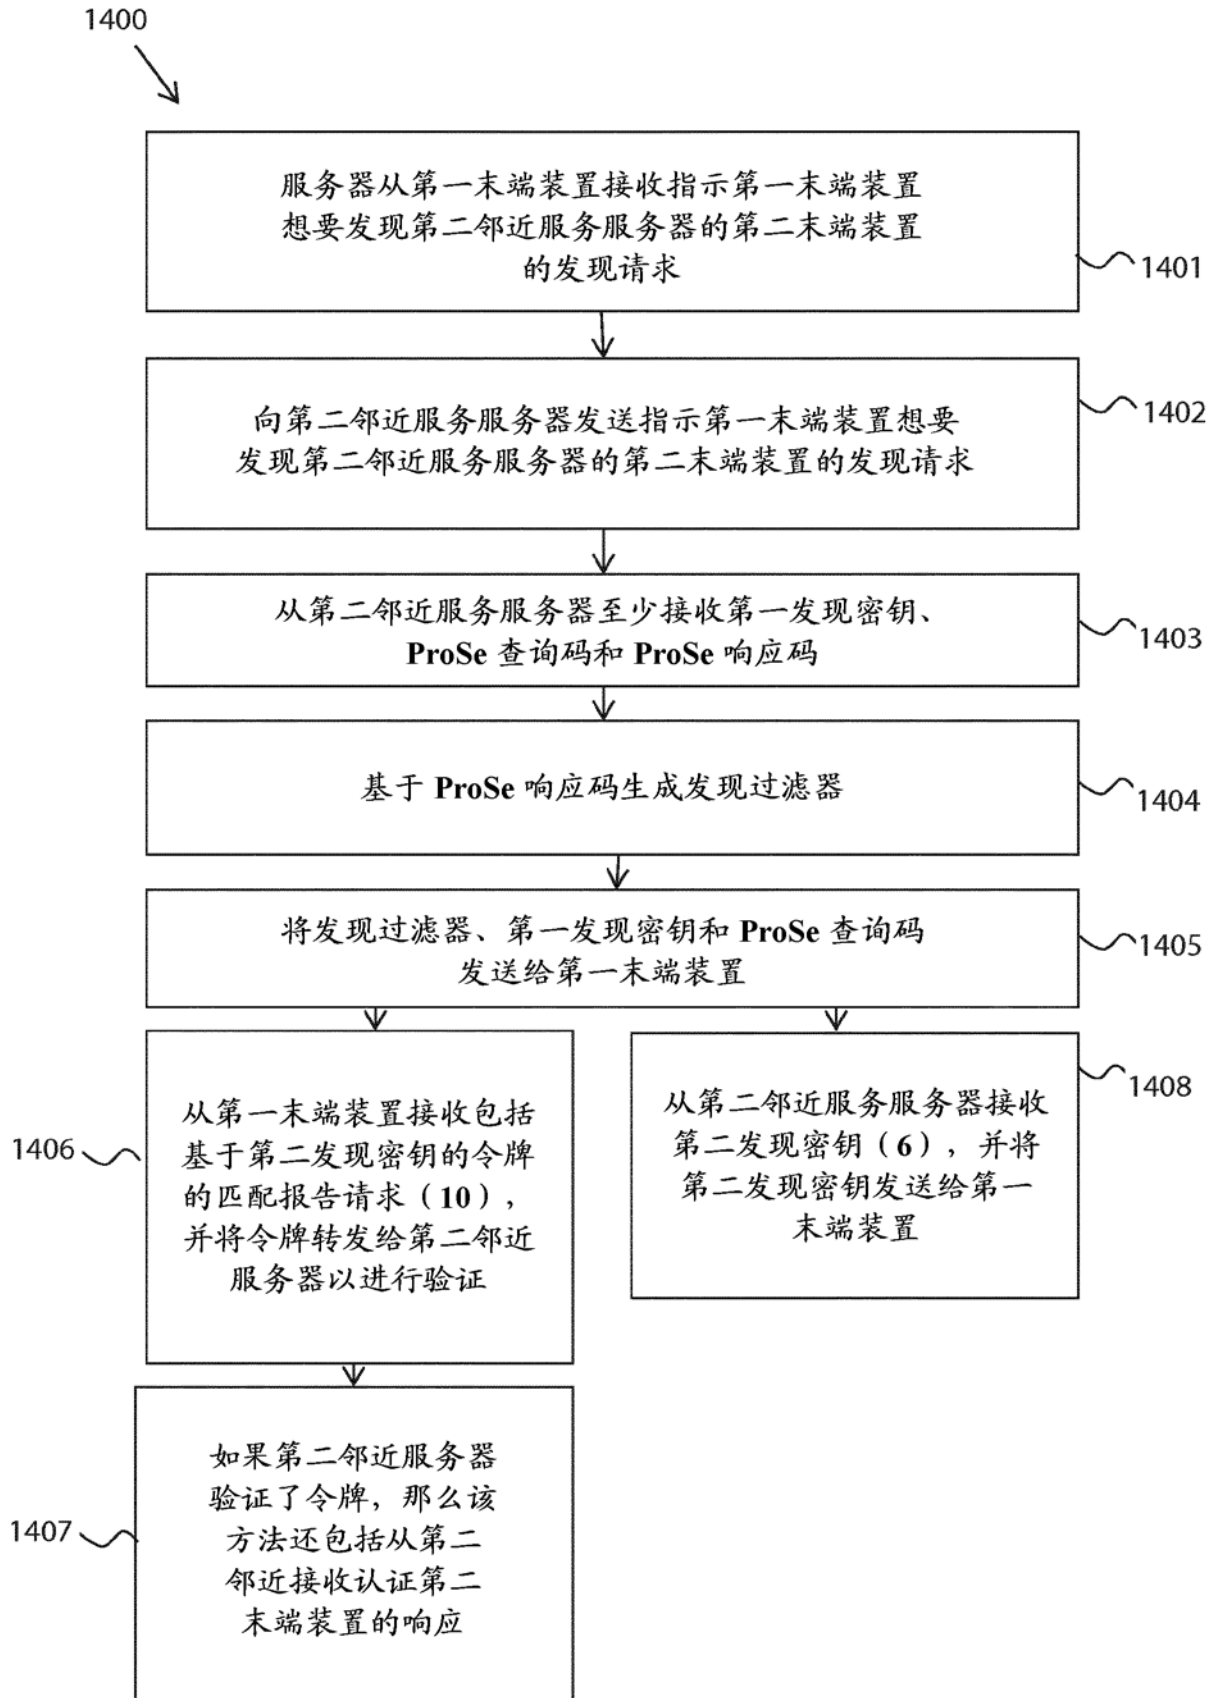 1400
服务器从第一末端装置接收指示第一末端装置
想要发现第二邻近服务服务器的第二末端装置
的发现请求
1401
向第二邻近服务服务器发送指示第一末端装置想要
发现第二邻近服务服务器的第二末端装置的发现请求
1402
从第二邻近服务服务器至少接收第一发现密钥、
ProSe 查询码和 ProSe 响应码
1403
基于 ProSe 响应码生成发现过滤器
1404
将发现过滤器、第一发现密钥和 ProSe 查询码
发送给第一末端装置
1405
从第一末端装置接收包括
基于第二发现密钥的令牌
的匹配报告请求（10），
并将令牌转发给第二邻近
服务器以进行验证
1406
从第二邻近服务服务器接收
第二发现密钥（6），并将
第二发现密钥发送给第一
末端装置
1408
如果第二邻近服务器
验证了令牌，那么该
方法还包括从第二
邻近接收认证第二
末端装置的响应
1407